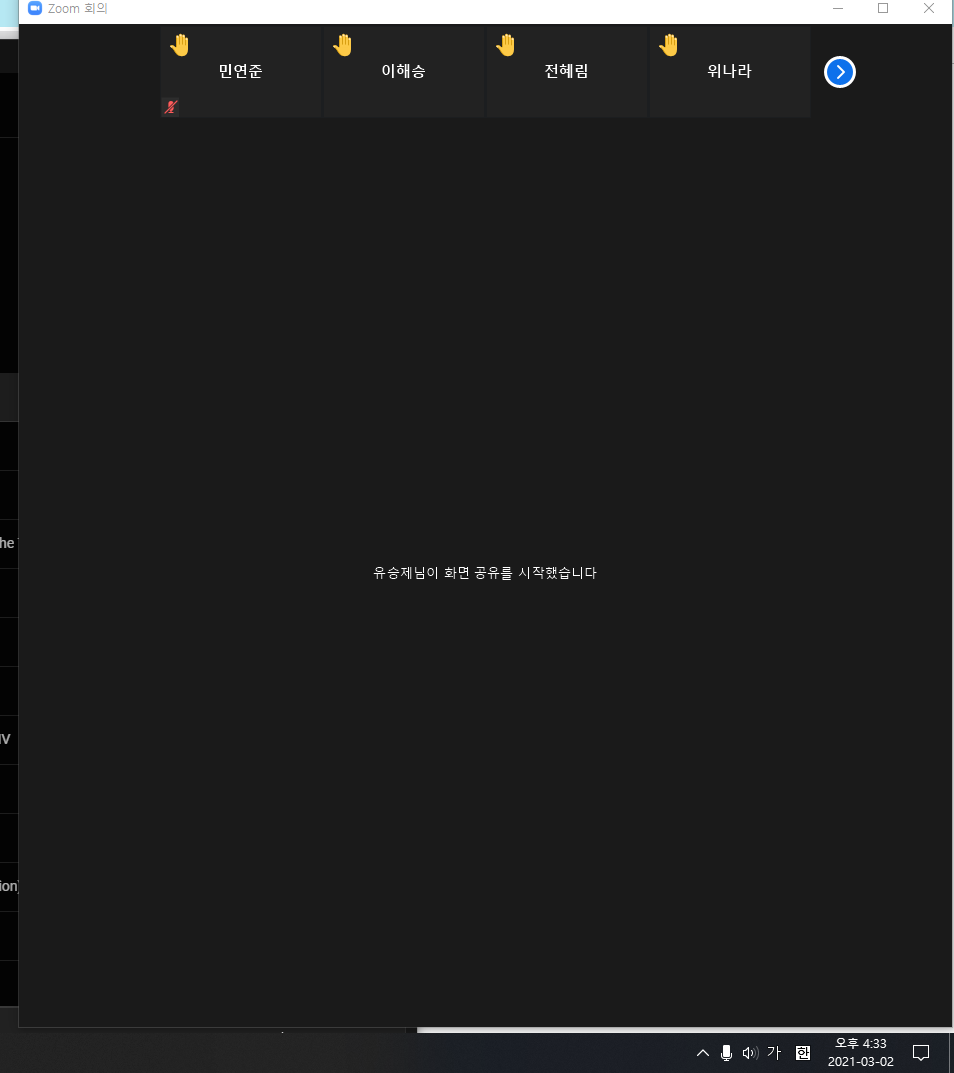 Zoom 회의
민연준
이해승
전혜림
위나라
he
유승제님이 화면 공유를 시작했습니다
IV
ion)
가
한
오후 4:33
2021-03-02